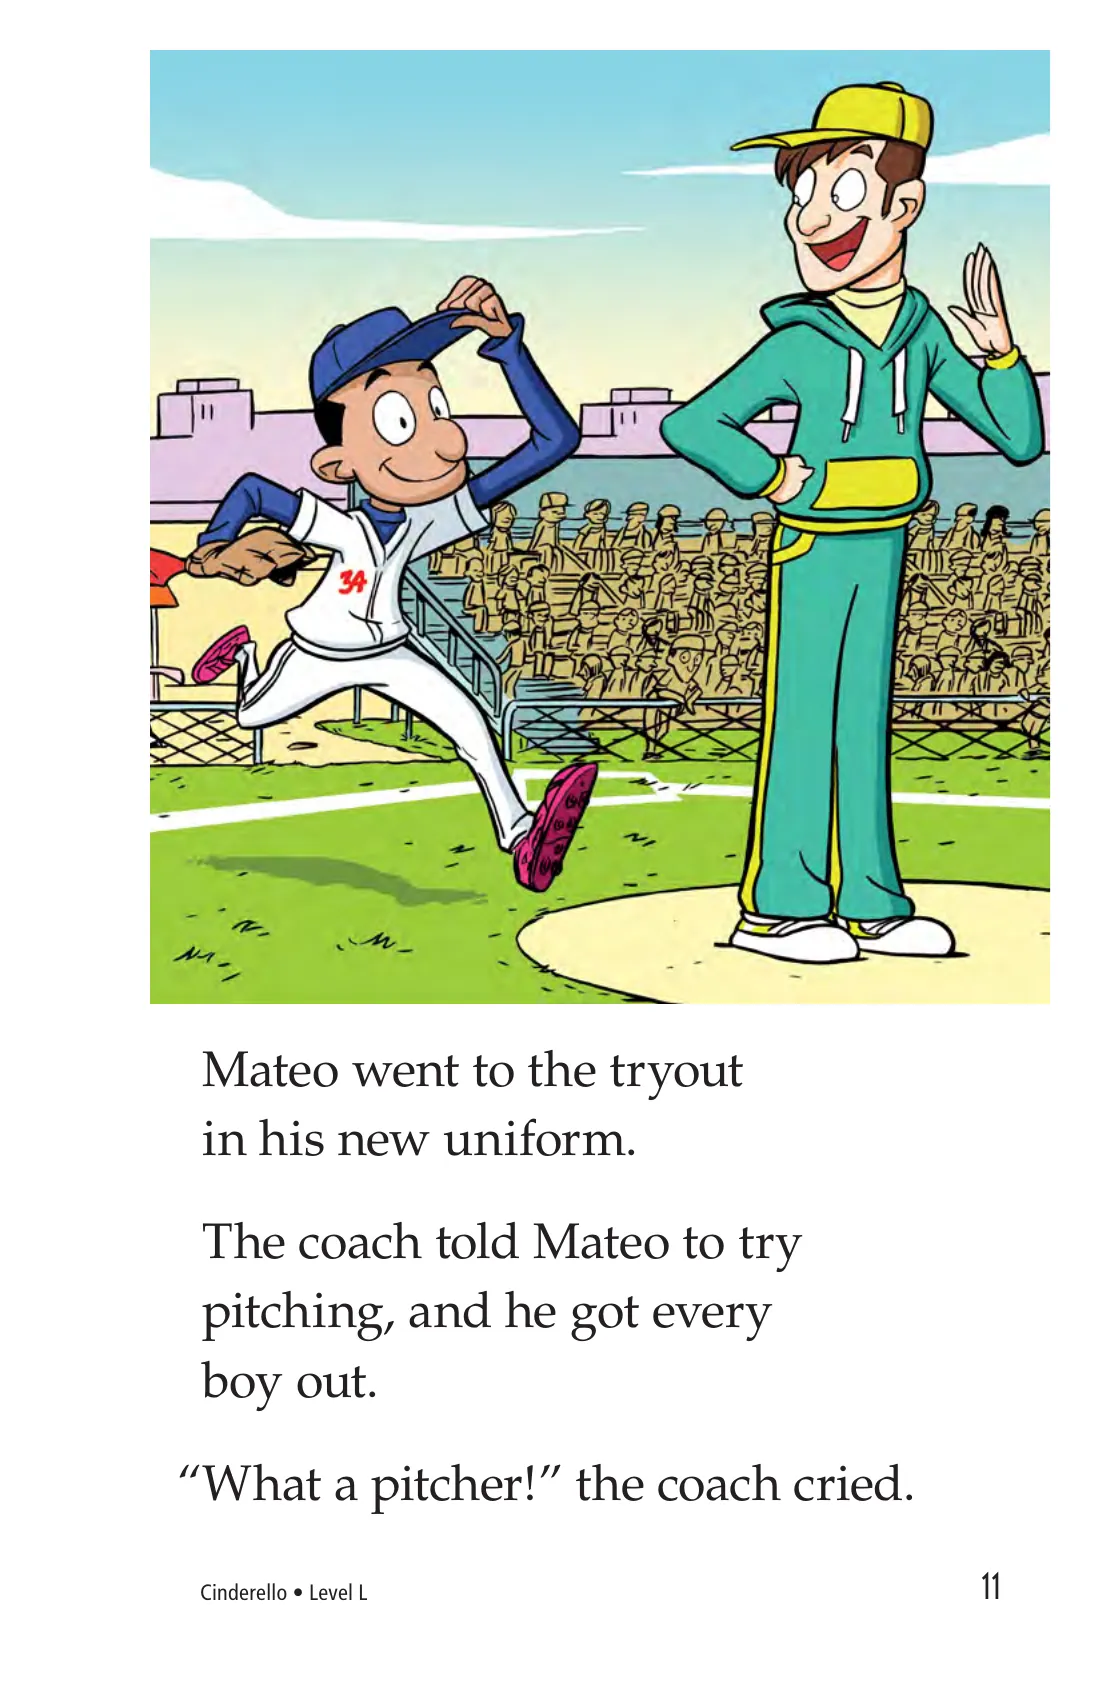 34
Mateo went to the tryout
in his new uniform.
The coach told Mateo to try
pitching, and he got every
boy out.
“What a pitcher!” the coach cried.
Cinderello • Level L
11